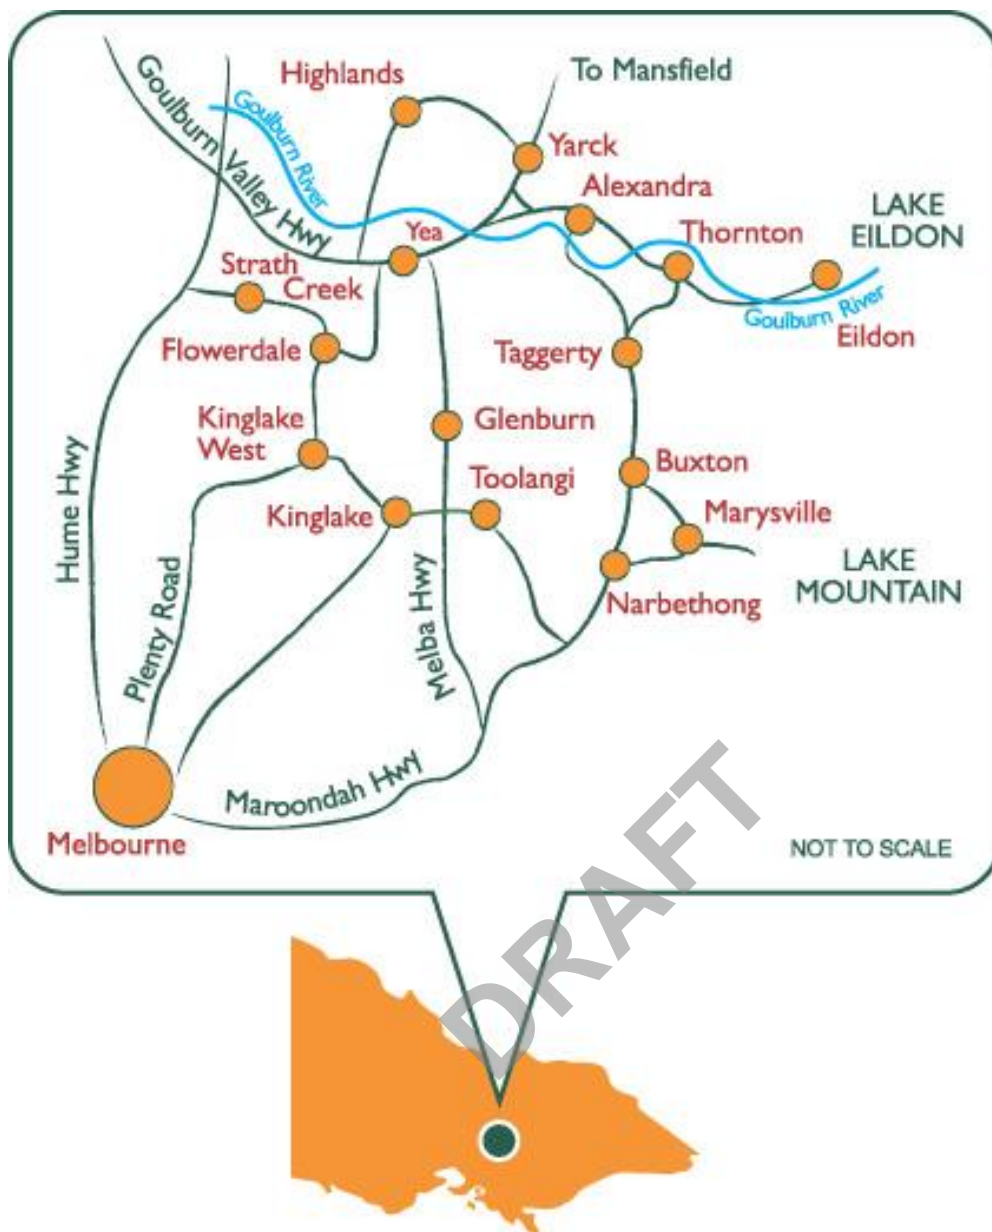 Goulburn Valley Hwy
Goulburn River
Highlands
To Mansfield
Yarck
Alexandra
LAKE
EILDON
Thornton
Yea
Strath
Creek
Goulburn River
Eildon
Flowerdale
Taggerty
Kinglake
West
Glenburn
Hume Hwy
Toolangi
Buxton
Kinglake
Marysville
LAKE
MOUNTAIN
Narbethong
Plenty Road
Melba Hwy
Maroondah Hwy
Melbourne
NOT TO SCALE
DRAFT